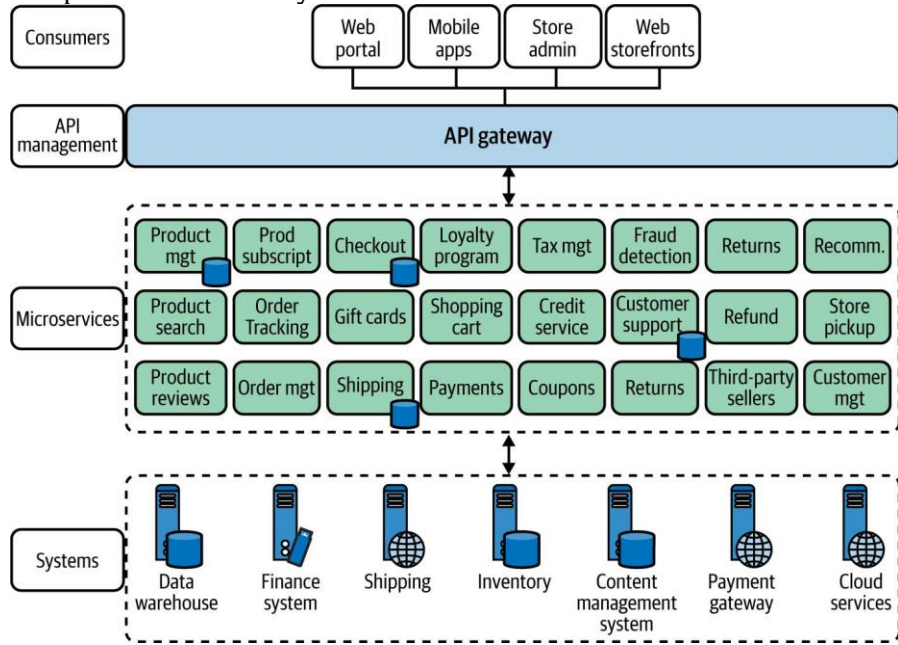 Consumers
Web
portal
Mobile
apps
Store
admin
Web
storefronts
API
management
API gateway
Microservices
Product
mgt
Prod
subscript
Checkout
Loyalty
program
Tax mgt
Fraud
detection
Returns
Recomm.
Product
search
Order
Tracking
Gift cards
Shopping
cart
Credit
service
Customer
support
Refund
Store
pickup
Product
reviews
Order mgt
Shipping
Payments
Coupons
Returns
Third-party
sellers
Customer
mgt
Systems
Data
warehouse
Finance
system
Shipping
Inventory
Content
management
system
Payment
gateway
Cloud
services